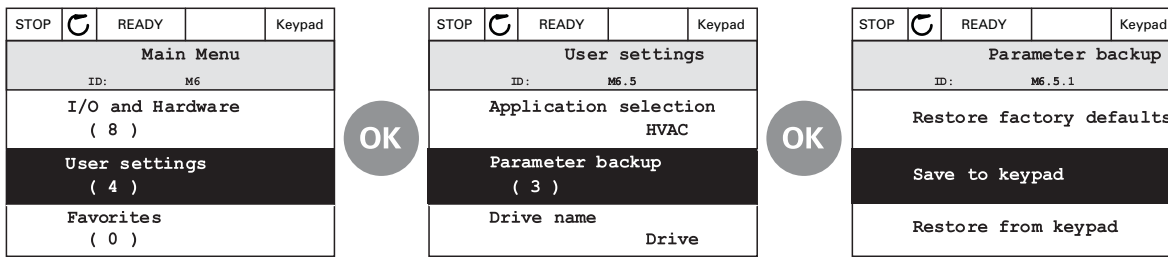 STOP READY Keypad
Main Menu
ID: M6
I/O and Hardware
( 8 )
User settings
( 4 )
Favorites
( 0 )
OK
STOP READY Keypad
User settings
ID: M6.5
Application selection
HVAC
Parameter backup
( 3 )
Drive name
Drive
OK
STOP READY Keypad
Parameter backup
ID: M6.5.1
Restore factory defaults
Save to keypad
Restore from keypad